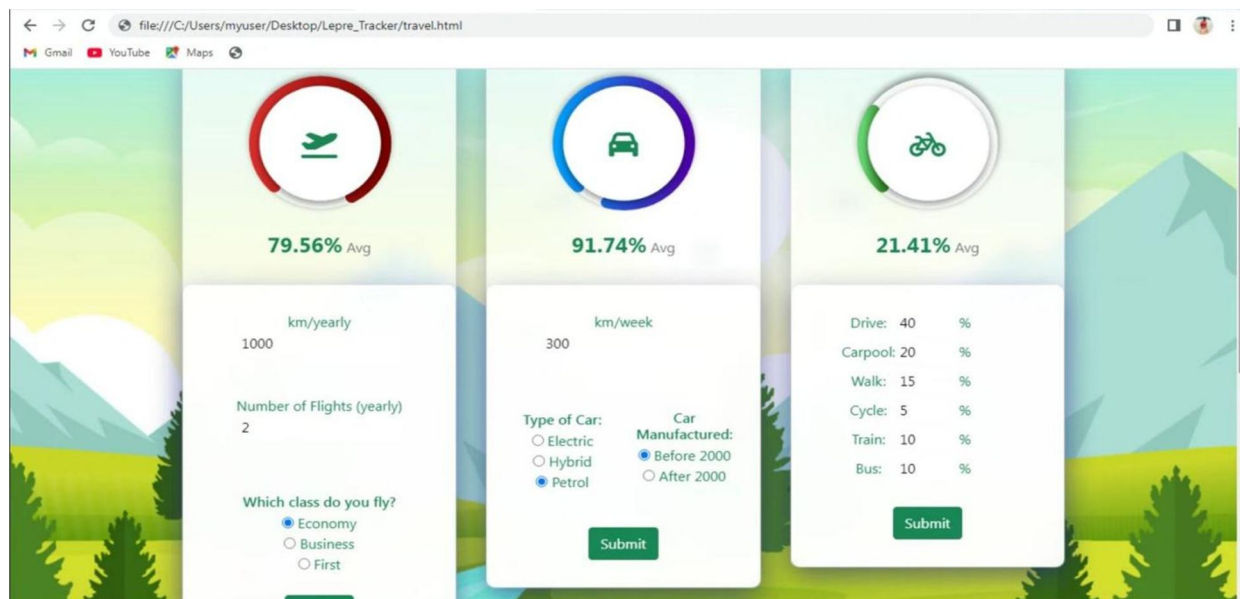 file:///C:/Users/myuser/Desktop/Lepre_Tracker/travel.html
Gmail YouTube Maps
79.56% Avg
km/yearly
1000
Number of Flights (yearly)
2
Which class do you fly?
Economy
Business
First
91.74% Avg
km/week
300
Type of Car:
Electric
Hybrid
Petrol
Car
Manufactured:
Before 2000
After 2000
Submit
21.41% Avg
Drive: 40 %
Carpool: 20 %
Walk: 15 %
Cycle: 5 %
Train: 10 %
Bus: 10 %
Submit